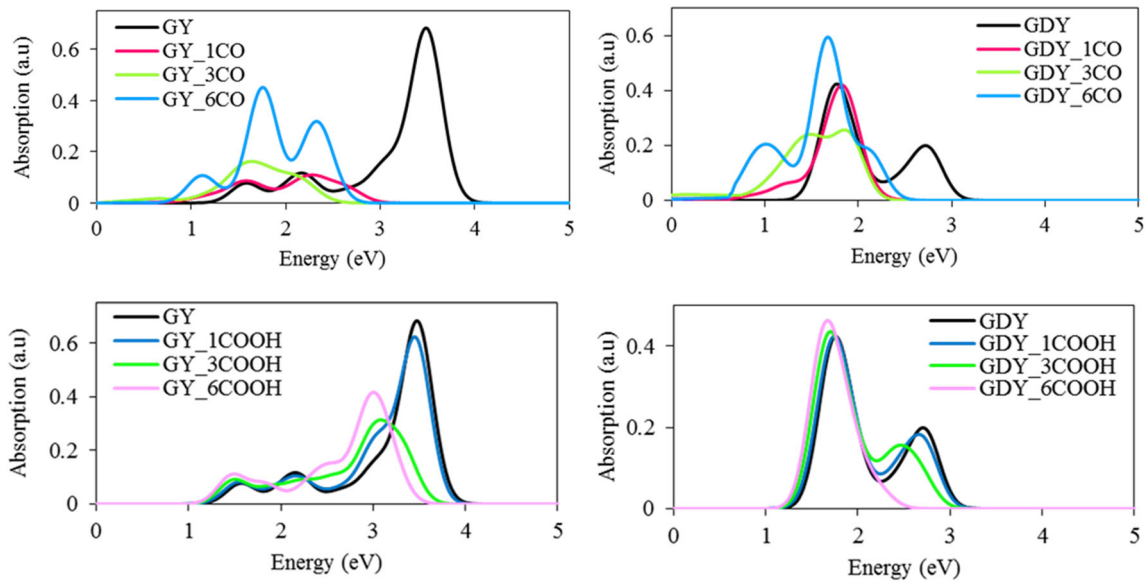 GY
GY_1CO
GY_3CO
GY_6CO
Absorption (a.u)
0.6
0.4
0.2
0
0 1 2 3 4 5
Energy (eV)
GDY
GDY_1CO
GDY_3CO
GDY_6CO
Absorption (a.u)
0.6
0.4
0.2
0
0 1 2 3 4 5
Energy (eV)
GY
GY_1COOH
GY_3COOH
GY_6COOH
Absorption (a.u)
0.6
0.4
0.2
0
0 1 2 3 4 5
Energy (eV)
GDY
GDY_1COOH
GDY_3COOH
GDY_6COOH
Absorption (a.u)
0.4
0.2
0
0 1 2 3 4 5
Energy (eV)